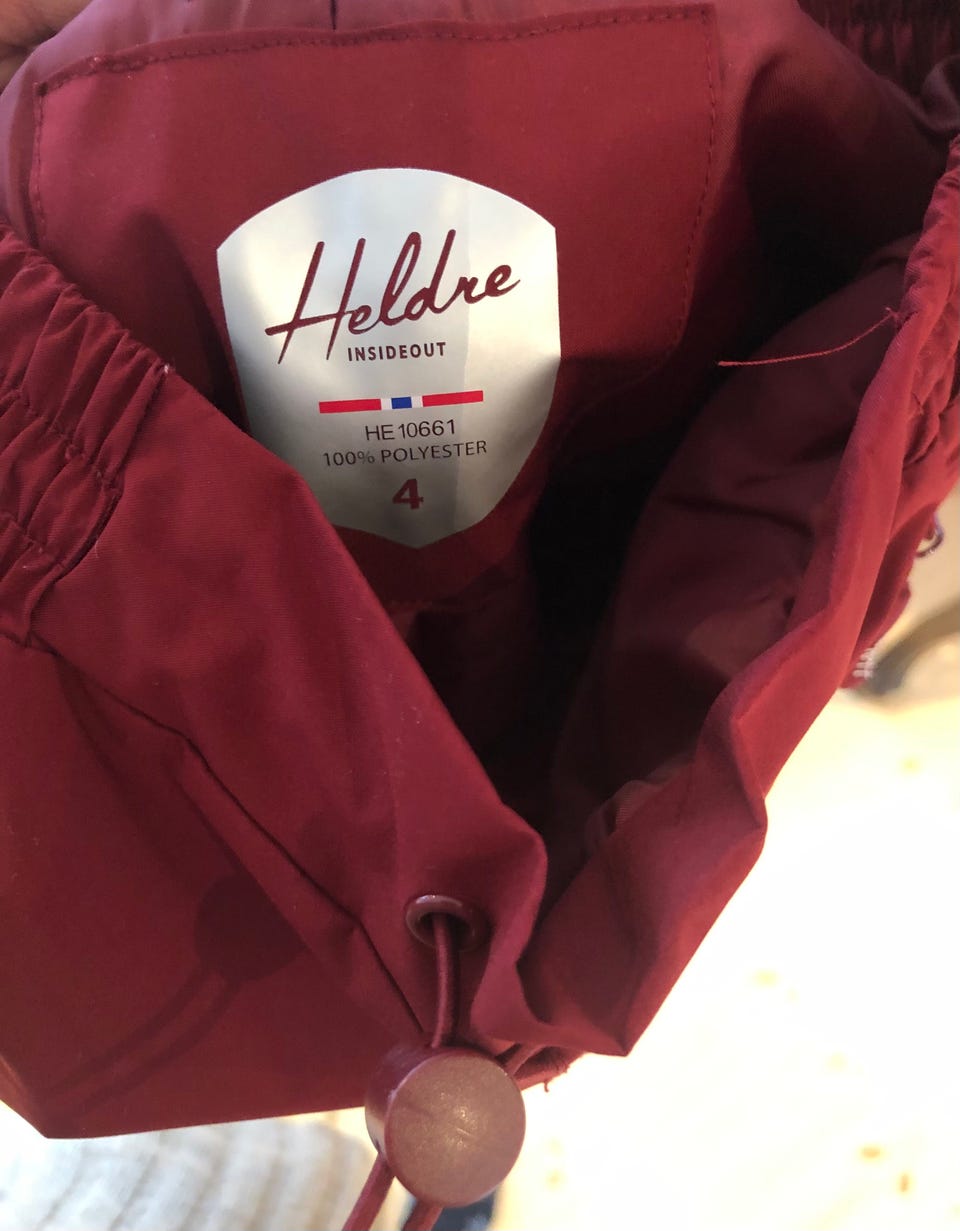 Heldre
INSIDEOUT
HE 10661
100% POLYESTER
4